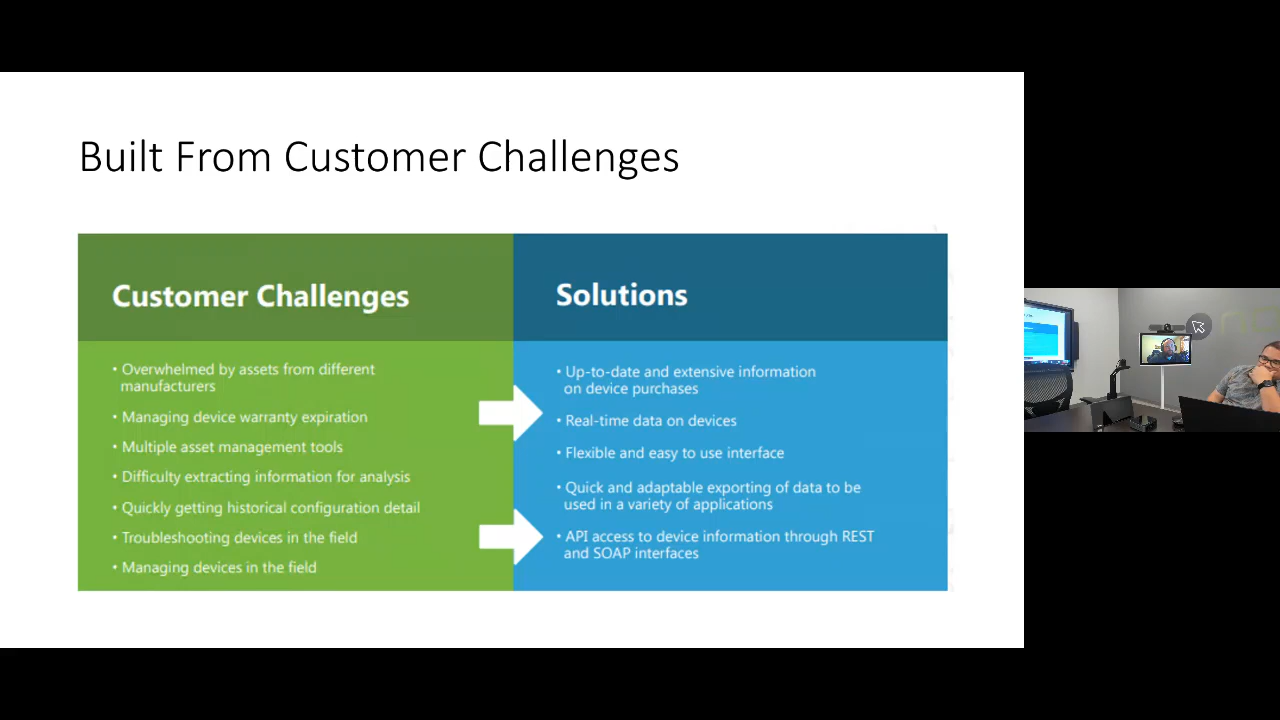 Built From Customer Challenges
Customer Challenges
• Overwhelmed by assets from different
manufacturers
• Managing device warranty expiration
• Multiple asset management tools
• Difficulty extracting information for analysis
• Quickly getting historical configuration detail
• Troubleshooting devices in the field
• Managing devices in the field
Solutions
• Up-to-date and extensive information
on device purchases
• Real-time data on devices
• Flexible and easy to use interface
• Quick and adaptable exporting of data to be
used in a variety of applications
• API access to device information through REST
and SOAP interfaces